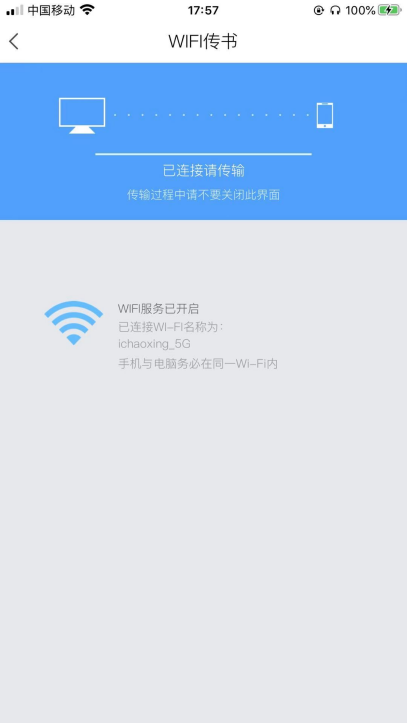 中国移动 17:57 100%
WIFI传书
已连接请传输
传输过程中请不要关闭此界面
WIFI服务已开启
已连接WI-FI名称为：
ichaoxing_5G
手机与电脑务必在同一Wi-Fi内